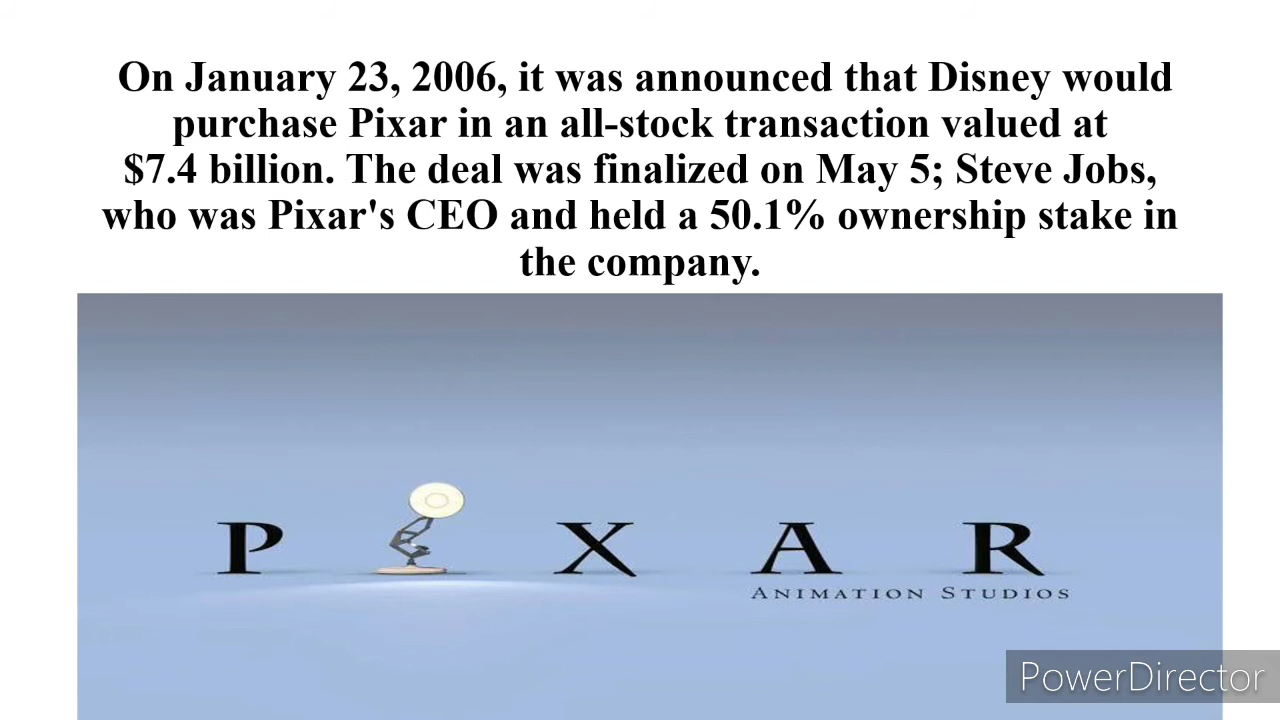 On January 23, 2006, it was announced that Disney would
purchase Pixar in an all-stock transaction valued at
$7.4 billion. The deal was finalized on May 5; Steve Jobs,
who was Pixar's CEO and held a 50.1% ownership stake in
the company.
P X A R
ANIMATION STUDIOS
PowerDirector